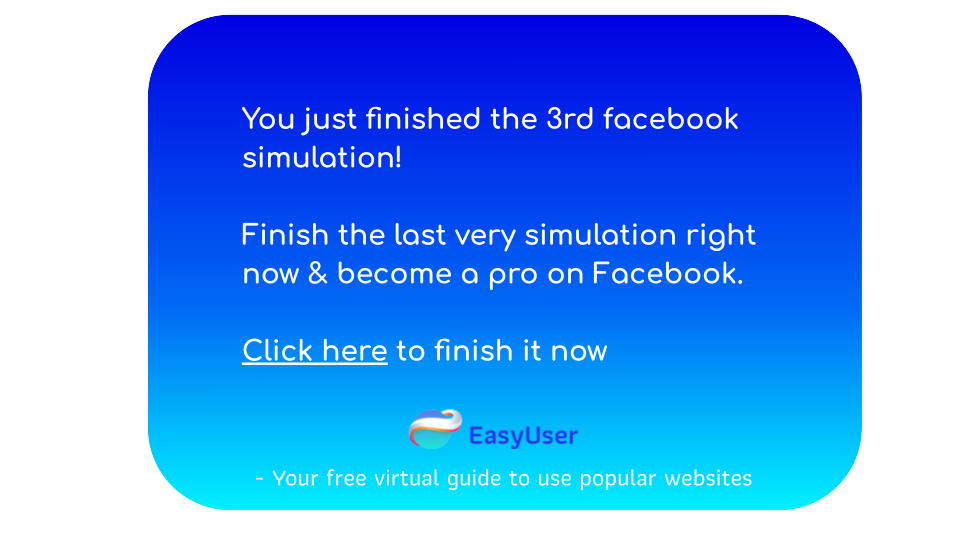 You just finished the 3rd facebook
simulation!
Finish the last very simulation right
now & become a pro on Facebook.
Click here to finish it now
EasyUser
- Your free virtual guide to use popular websites